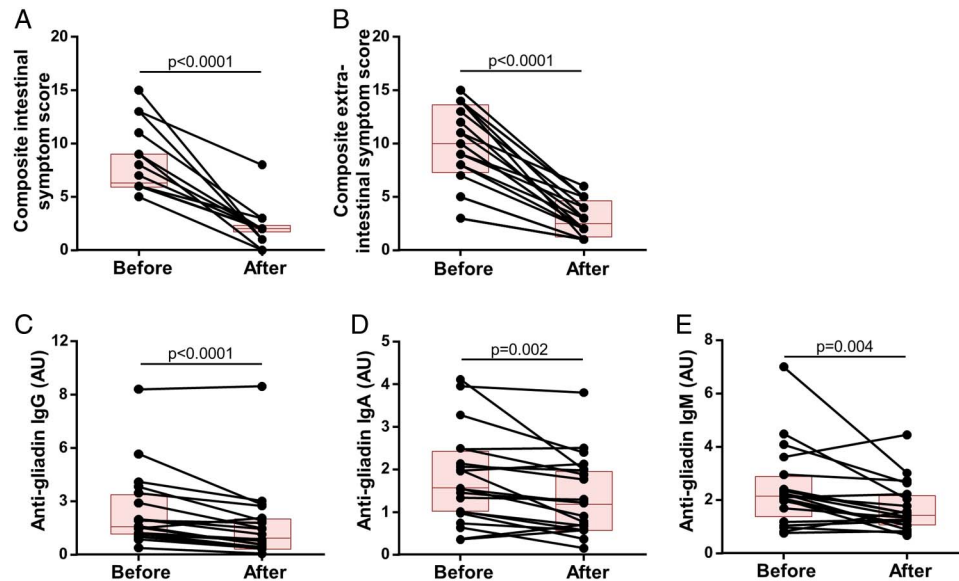 A
Composite intestinal
symptom score
20
15
10
5
0
p<0.0001
Before
After
B
Composite extra-
intestinal symptom score
20
15
10
5
0
p<0.0001
Before
After
C
Anti-gliadin IgG (AU)
12
8
6
3
0
p<0.0001
Before
After
D
Anti-gliadin IgA (AU)
5
4
3
2
1
0
p=0.002
Before
After
E
Anti-gliadin IgM (AU)
8
6
4
2
0
p=0.004
Before
After